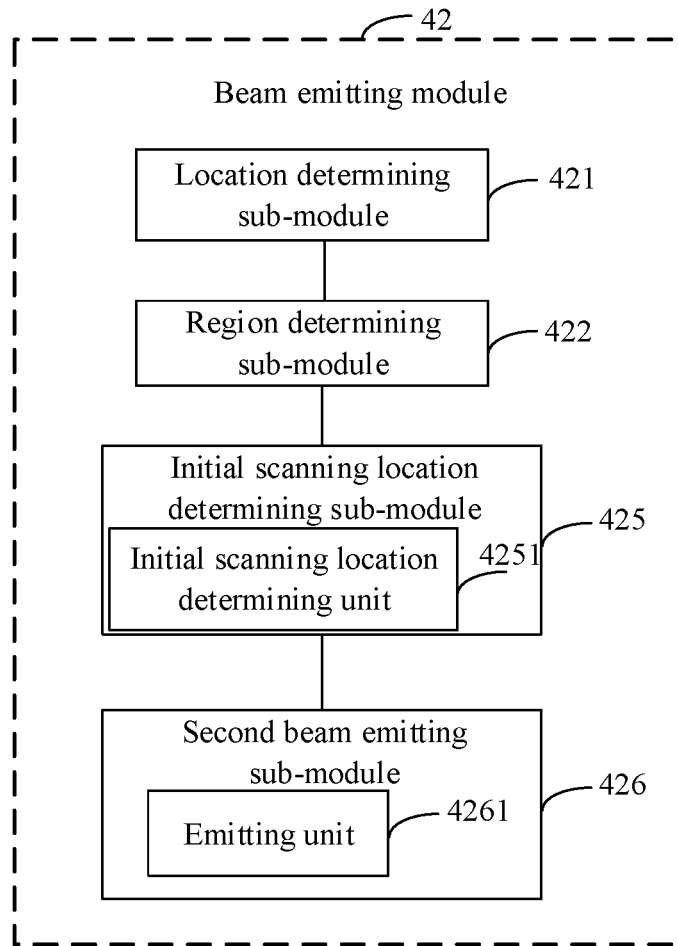 42
Beam emitting module
Location determining
sub-module
421
Region determining
sub-module
422
Initial scanning location
determining sub-module
425
Initial scanning location
determining unit
4251
Second beam emitting
sub-module
426
Emitting unit
4261